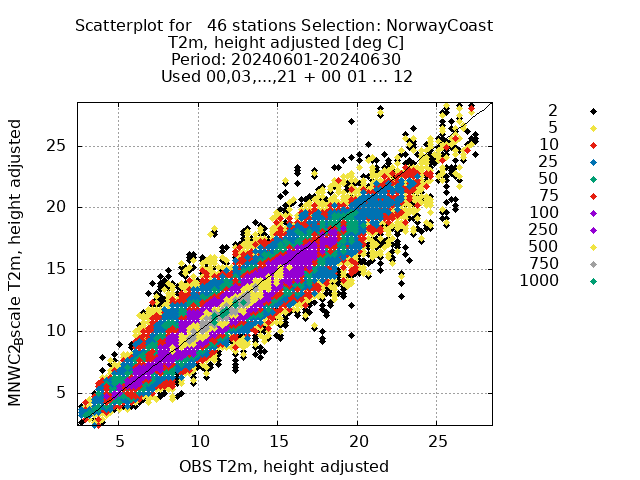 Scatterplot for   46 stations Selection: NorwayCoast
T2m, height adjusted [deg C]
Period: 20240601-20240630
Used 00,03,...,21 + 00 01 ... 12
MNWC2Bscale T2m, height adjusted
25
20
15
10
5
5 10 15 20 25
OBS T2m, height adjusted
2
5
10
25
50
75
100
250
500
750
1000